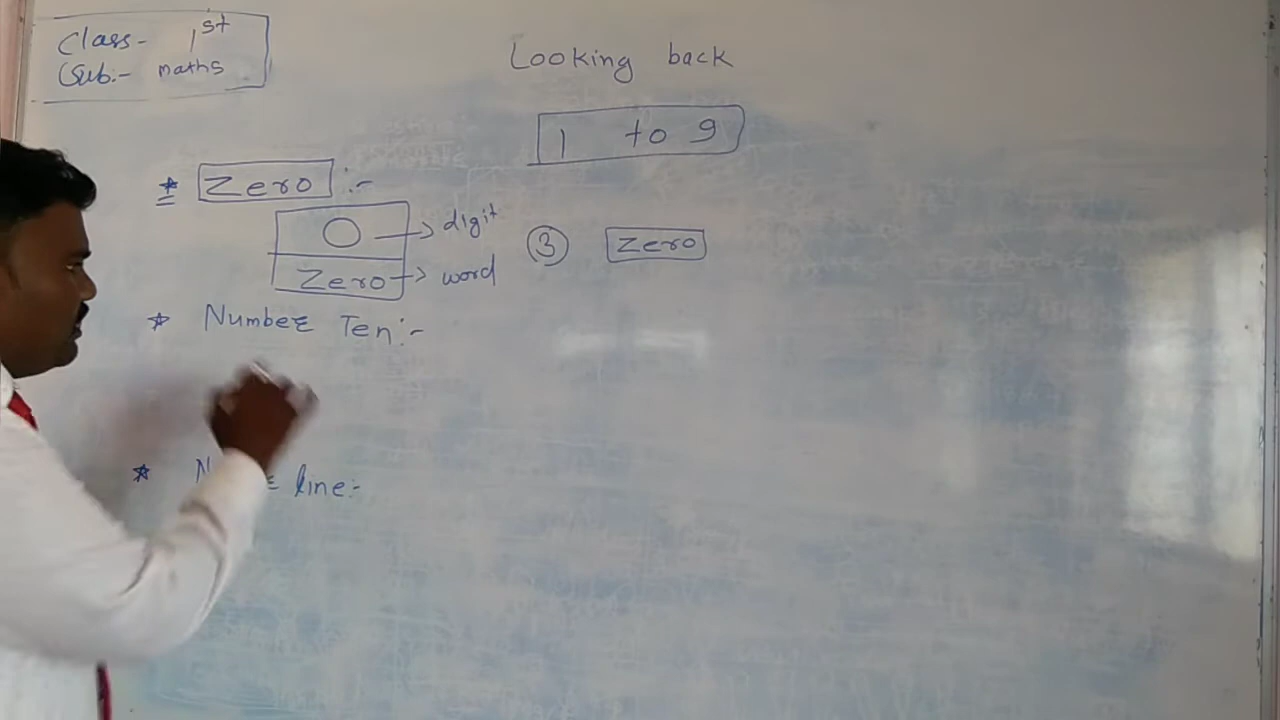 Class- 1st
Sub:- maths
Looking back
1 to 9
* Zero :-
0 → digit
Zero → word
3 Zero
* Number Ten:-
* line:-